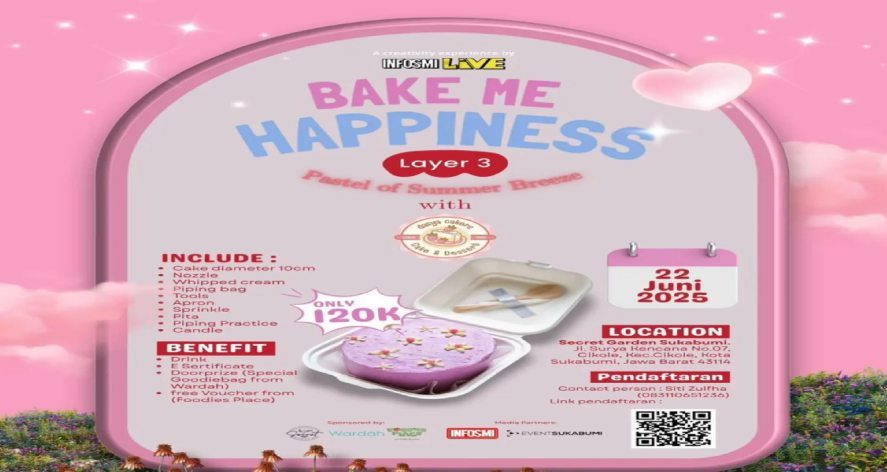 A creativity experience by
INFOSMI LIVE
BAKE ME
HAPPINESS
Layer 3
Pastel of Summer Breeze
with
Cake & Dessert
INCLUDE :
• Cake diameter 10cm
• Nozzle
• Whipped cream
• Piping bag
• Tools
• Apron
• Sprinkle
• Pita
• Piping Practice
• Candle
ONLY
120K
BENEFIT
• Drink
• E Sertificate
• Doorprize (Special
Goodiebag from
Wardah)
• free Voucher from
(Foodies Place)
22
Juni
2025
LOCATION
Secret Garden Sukabumi.
Jl. Surya Kencana No.07,
Cikole, Kec.Cikole, Kota
Sukabumi, Jawa Barat 43114
Pendaftaran
Contact person : Siti Zulfha
(083110651236)
Link pendaftaran :
Sponsored by:
Wardah
Media Partners:
INFOSMI
EVENTSUKABUMI